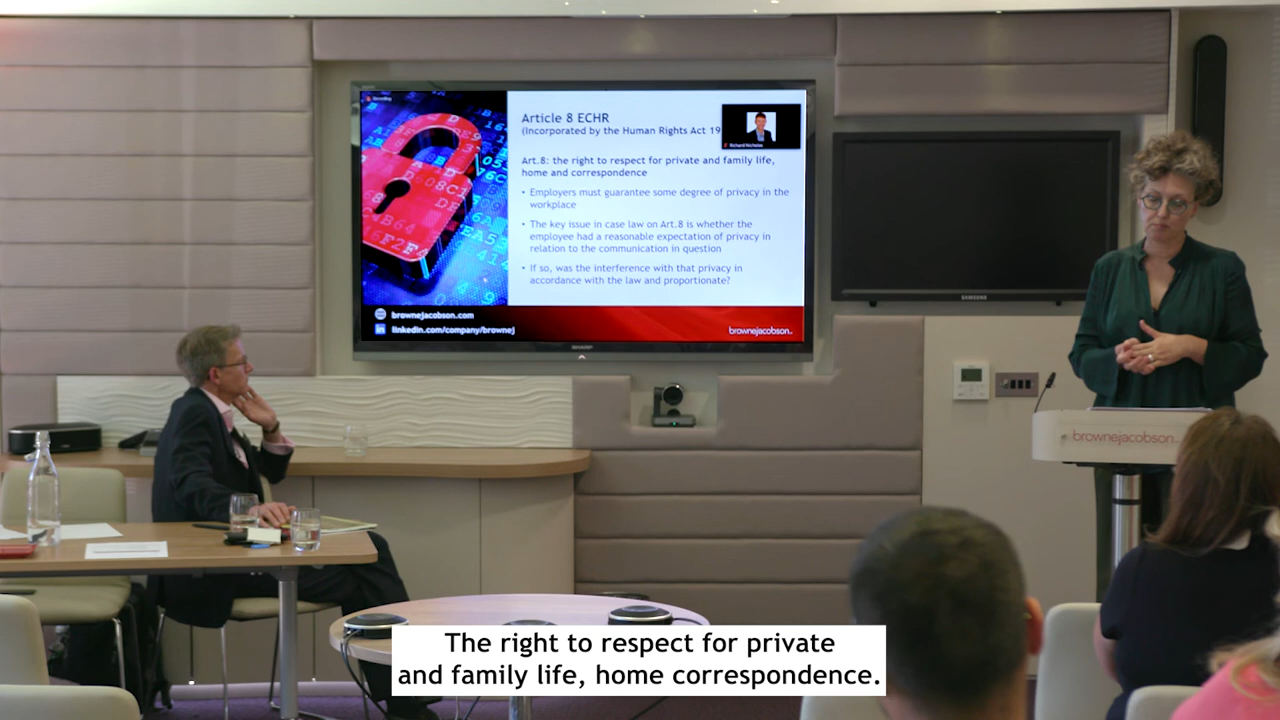 Recording
Article 8 ECHR
(Incorporated by the Human Rights Act 19
Richard Nicholas
Art.8: the right to respect for private and family life,
home and correspondence
• Employers must guarantee some degree of privacy in the
workplace
• The key issue in case law on Art.8 is whether the
employee had a reasonable expectation of privacy in
relation to the communication in question
• If so, was the interference with that privacy in
accordance with the law and proportionate?
brownejacobson.com
in linkedin.com/company/brownej
brownejacobson
SHARP
SAMSUNG
brownejacobson
The right to respect for private
and family life, home correspondence.